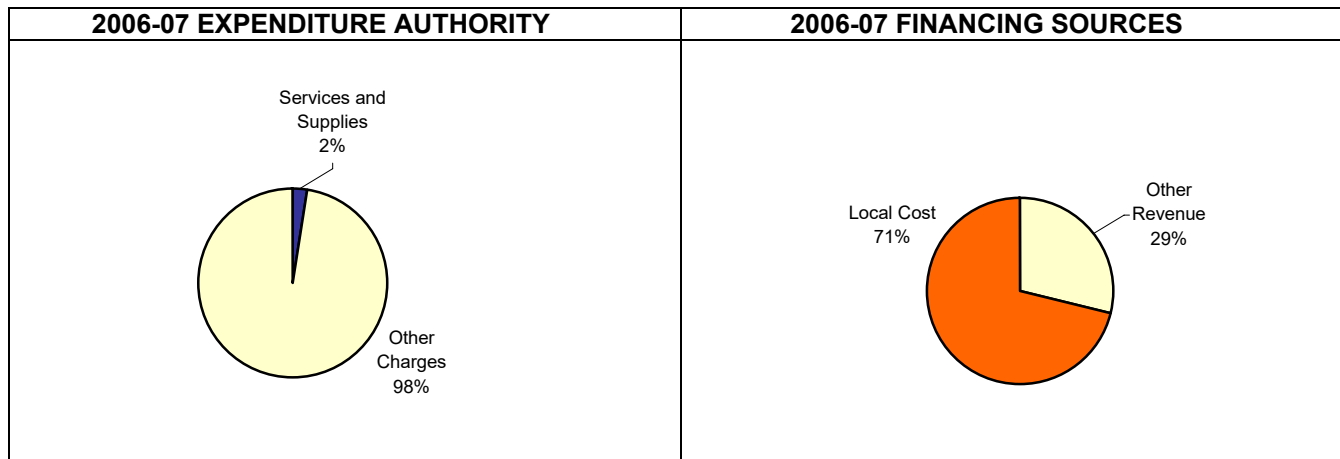 2006-07 EXPENDITURE AUTHORITY
Services and
Supplies
2%
Other
Charges
98%
2006-07 FINANCING SOURCES
Local Cost
71%
Other
Revenue
29%